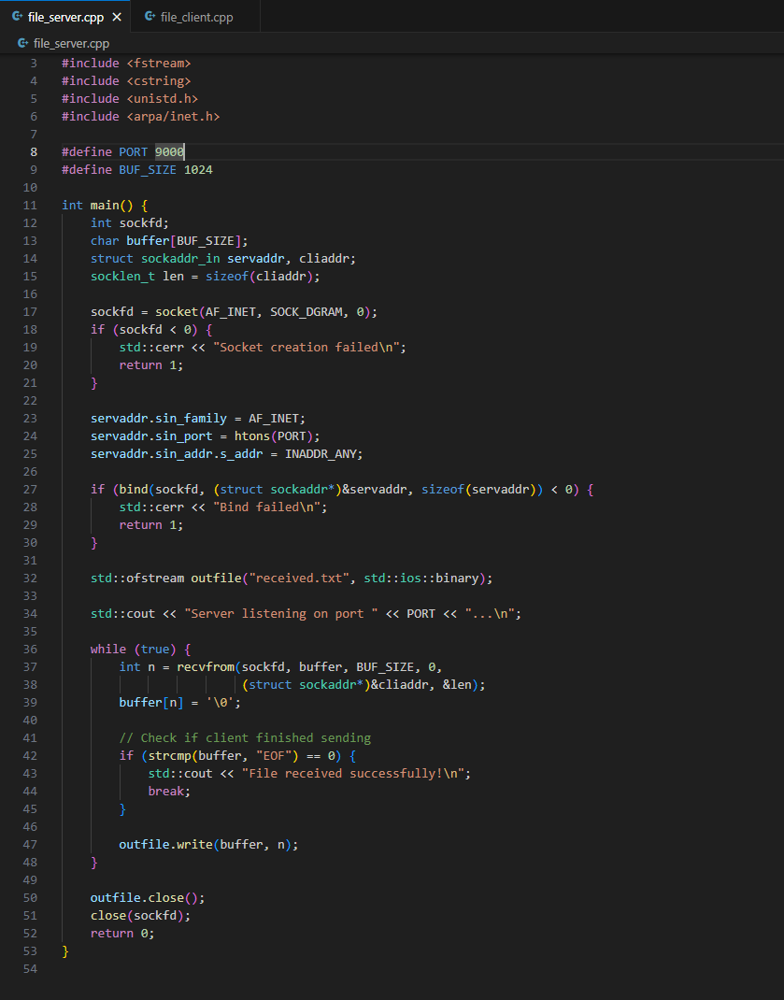 file_server.cpp
file_client.cpp
file_server.cpp
3 #include <fstream>
4 #include <cstring>
5 #include <unistd.h>
6 #include <arpa/inet.h>
7
8 #define PORT 9000
9 #define BUF_SIZE 1024
10
11 int main() {
12     int sockfd;
13     char buffer[BUF_SIZE];
14     struct sockaddr_in servaddr, cliaddr;
15     socklen_t len = sizeof(cliaddr);
16
17     sockfd = socket(AF_INET, SOCK_DGRAM, 0);
18     if (sockfd < 0) {
19         std::cerr << "Socket creation failed\n";
20         return 1;
21     }
22
23     servaddr.sin_family = AF_INET;
24     servaddr.sin_port = htons(PORT);
25     servaddr.sin_addr.s_addr = INADDR_ANY;
26
27     if (bind(sockfd, (struct sockaddr*)&servaddr, sizeof(servaddr)) < 0) {
28         std::cerr << "Bind failed\n";
29         return 1;
30     }
31
32     std::ofstream outfile("received.txt", std::ios::binary);
33
34     std::cout << "Server listening on port " << PORT << "...\n";
35
36     while (true) {
37         int n = recvfrom(sockfd, buffer, BUF_SIZE, 0,
38                          (struct sockaddr*)&cliaddr, &len);
39         buffer[n] = '\0';
40
41         // Check if client finished sending
42         if (strcmp(buffer, "EOF") == 0) {
43             std::cout << "File received successfully!\n";
44             break;
45         }
46
47         outfile.write(buffer, n);
48     }
49
50     outfile.close();
51     close(sockfd);
52     return 0;
53 }
54